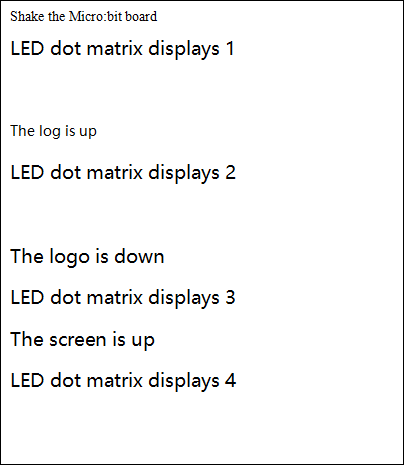 Shake the Micro:bit board
LED dot matrix displays 1
The log is up
LED dot matrix displays 2
The logo is down
LED dot matrix displays 3
The screen is up
LED dot matrix displays 4